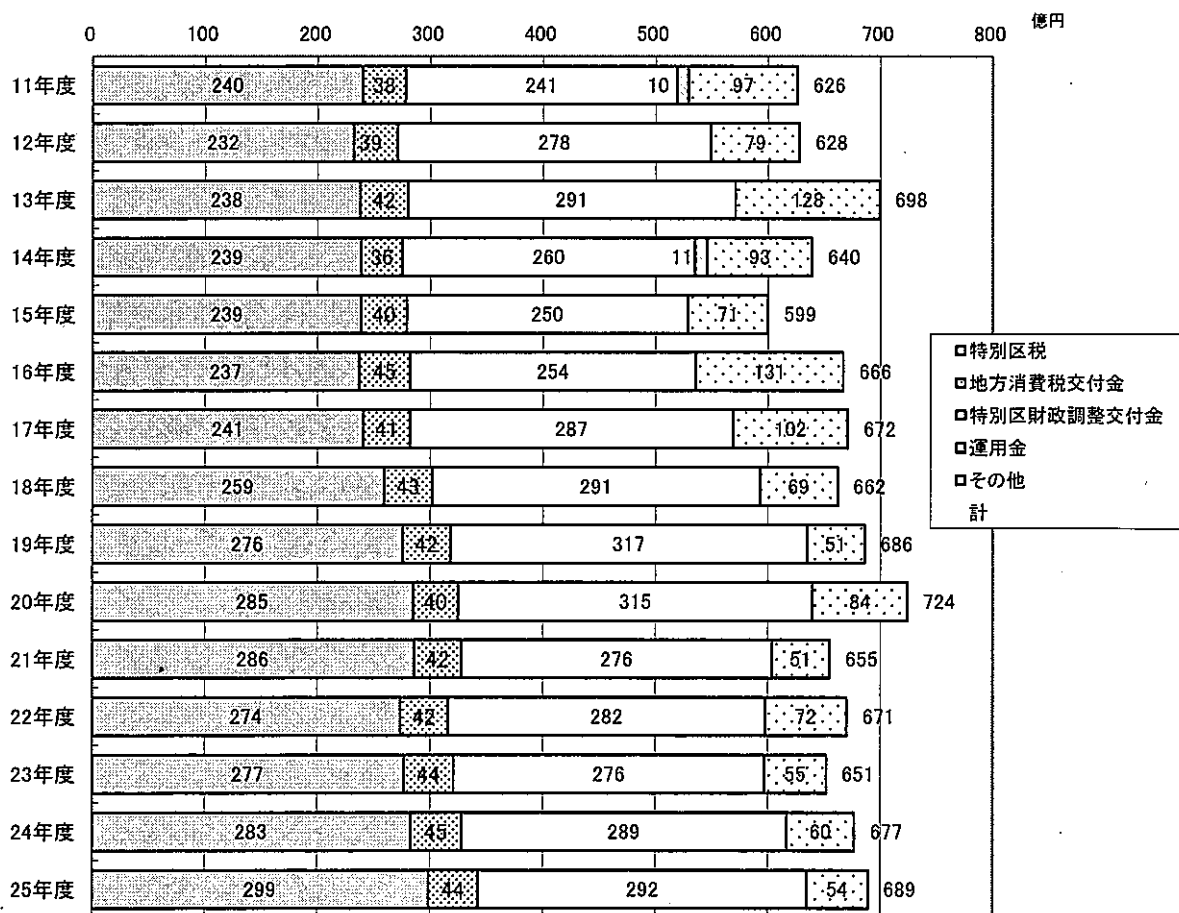 億円
0 100 200 300 400 500 600 700 800
11年度 240 38 241 10 97 626
12年度 232 39 278 79 628
13年度 238 42 291 128 698
14年度 239 36 260 11 93 640
15年度 239 40 250 71 599
16年度 237 45 254 131 666
17年度 241 41 287 102 672
18年度 259 43 291 69 662
19年度 276 42 317 51 686
20年度 285 40 315 84 724
21年度 286 42 276 51 655
22年度 274 42 282 72 671
23年度 277 44 276 55 651
24年度 283 45 289 60 677
25年度 299 44 292 54 689
特別区税
地方消費税交付金
特別区財政調整交付金
運用金
その他
計